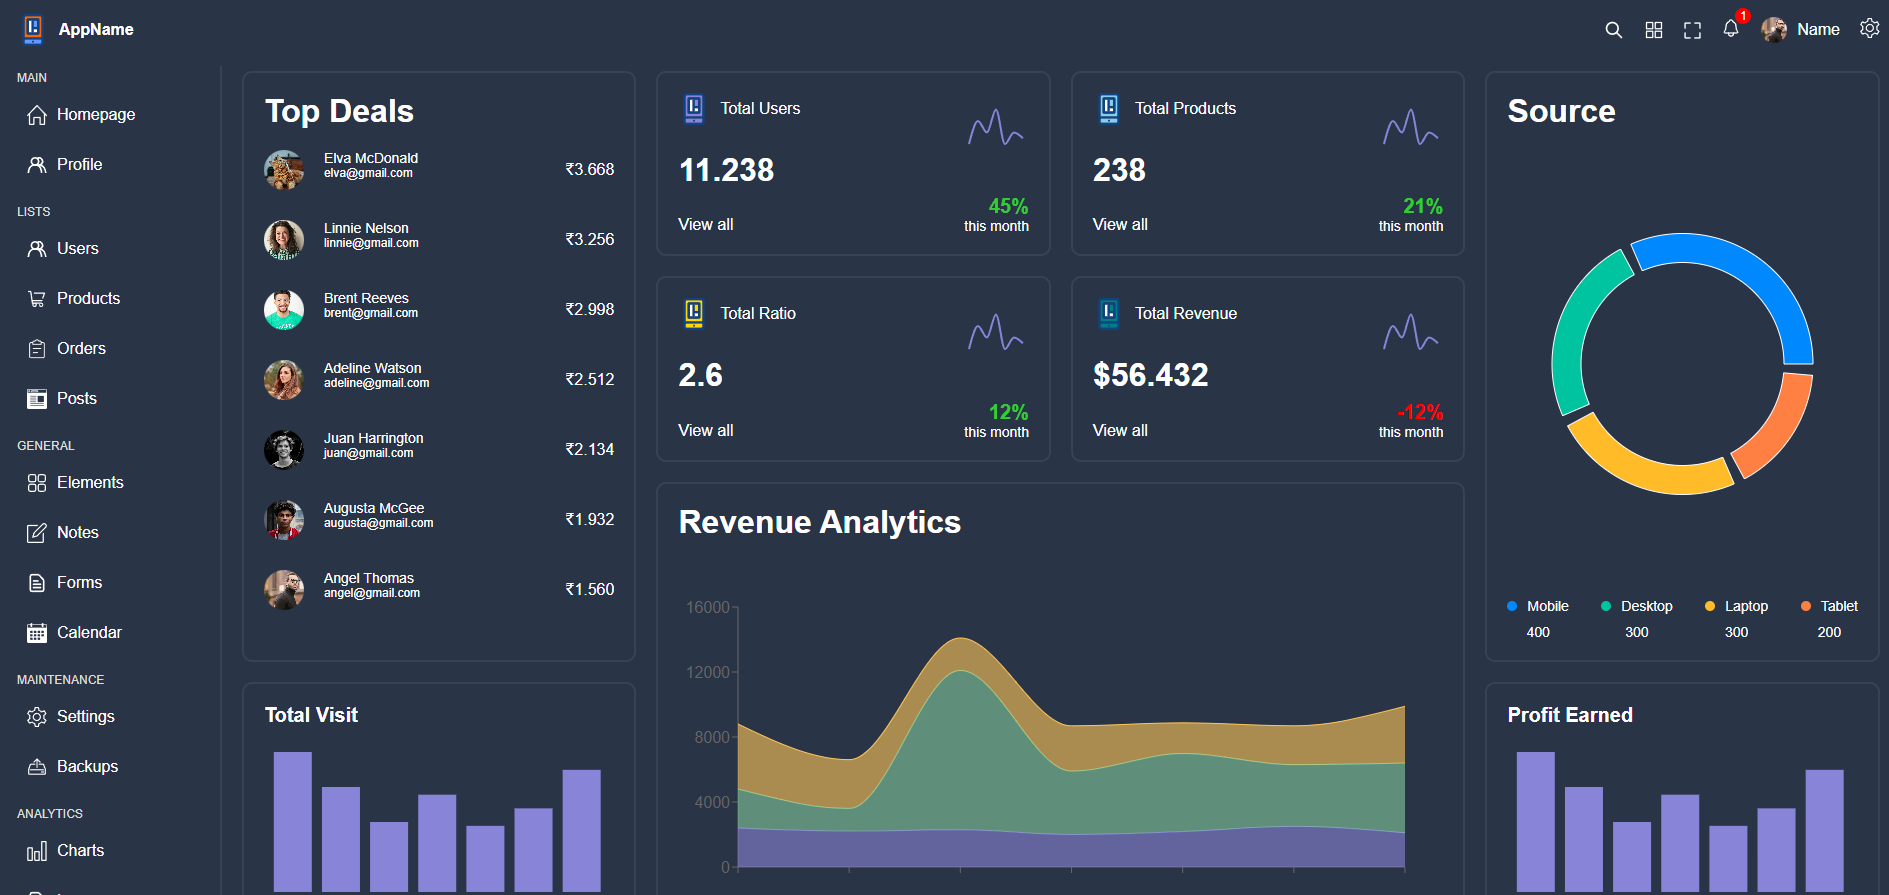 AppName
1
Name
MAIN
Homepage
Profile
LISTS
Users
Products
Orders
Posts
GENERAL
Elements
Notes
Forms
Calendar
MAINTENANCE
Settings
Backups
ANALYTICS
Charts
Top Deals
Elva McDonald
elva@gmail.com
₹3.668
Linnie Nelson
linnie@gmail.com
₹3.256
Brent Reeves
brent@gmail.com
₹2.998
Adeline Watson
adeline@gmail.com
₹2.512
Juan Harrington
juan@gmail.com
₹2.134
Augusta McGee
augusta@gmail.com
₹1.932
Angel Thomas
angel@gmail.com
₹1.560
Total Visit
Total Users
11.238
View all
45%
this month
Total Products
238
View all
21%
this month
Total Ratio
2.6
View all
12%
this month
Total Revenue
$56.432
View all
-12%
this month
Revenue Analytics
16000
12000
8000
4000
0
Source
Mobile
400
Desktop
300
Laptop
300
Tablet
200
Profit Earned